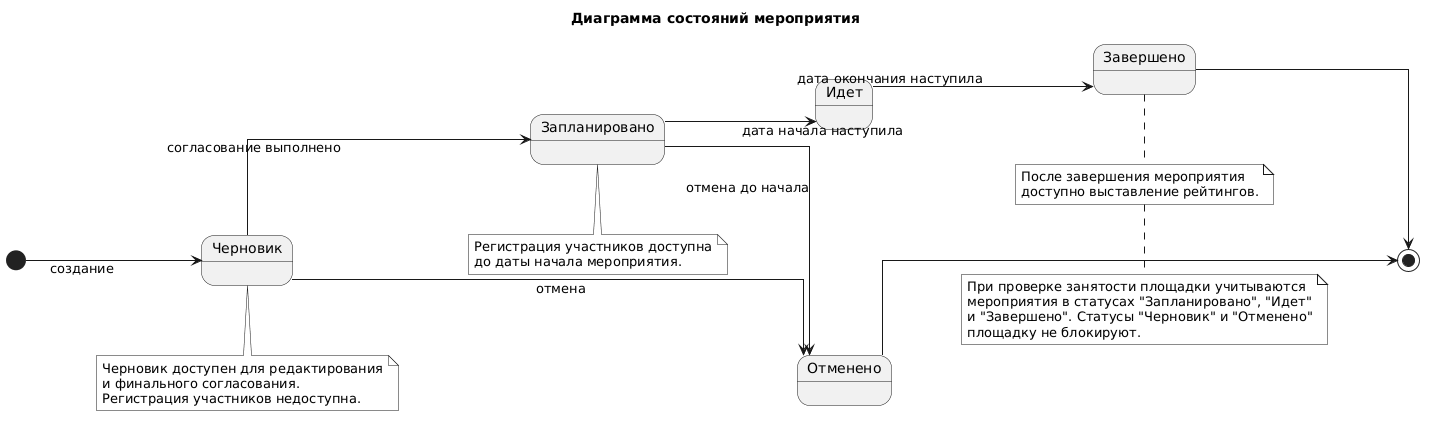 Диаграмма состояний мероприятия
Завершено
дата окончания наступила
Идет
Запланировано
дата начала наступила
согласование выполнено
После завершения мероприятия
доступно выставление рейтингов.
отмена до начала
Черновик
Регистрация участников доступна
до даты начала мероприятия.
создание
отмена
При проверке занятости площадки учитываются
мероприятия в статусах "Запланировано", "Идет"
и "Завершено". Статусы "Черновик" и "Отменено"
площадку не блокируют.
Черновик доступен для редактирования
и финального согласования.
Регистрация участников недоступна.
Отменено